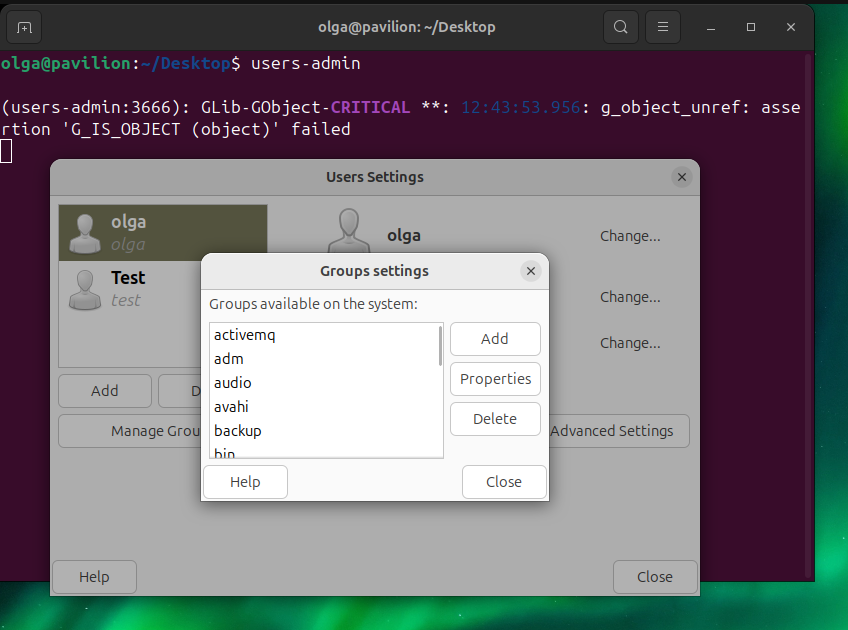 olga@pavilion: ~/Desktop
olga@pavilion:~/Desktop$ users-admin
(users-admin:3666): GLib-GObject-CRITICAL **: 12:43:53.956: g_object_unref: asse
rtion 'G_IS_OBJECT (object)' failed
Users Settings
olga
olga
Test
test
olga
Change...
Change...
Change...
Add
D
Manage Grou
Advanced Settings
Groups settings
Groups available on the system:
activemq
adm
audio
avahi
backup
bin
Add
Properties
Delete
Help
Close
Help
Close